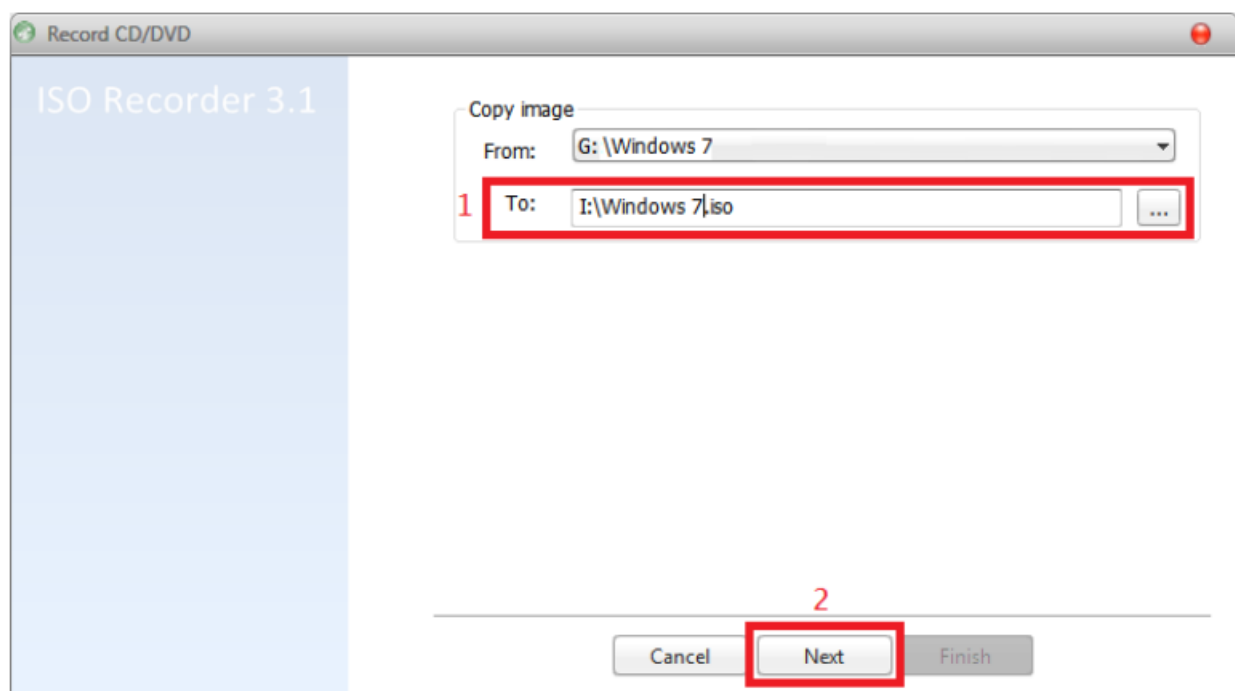 Record CD/DVD
ISO Recorder 3.1
Copy image
From: G: \Windows 7
1 To: I:\Windows 7.iso ...
2
Cancel Next Finish